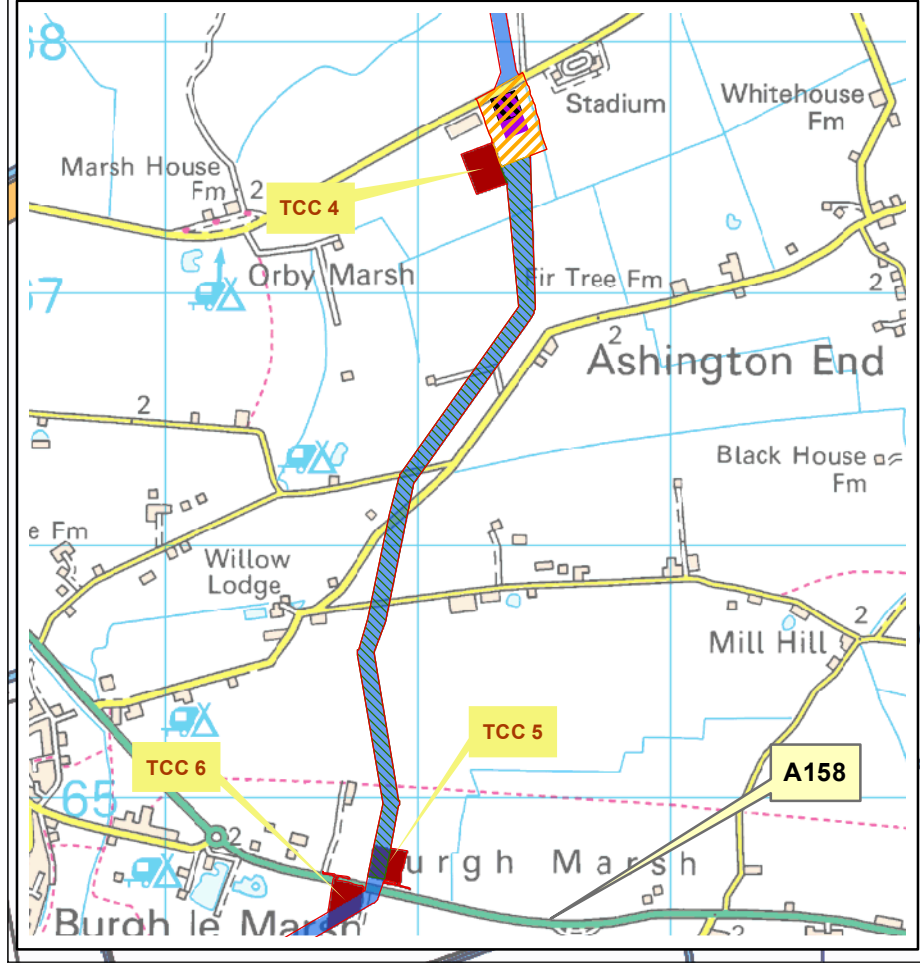 68
Stadium
Whitehouse
Fm
Marsh House
Fm
2
TCC 4
Orby Marsh
67
Fir Tree Fm
2
2
Ashington End
2
Black House
Fm
e Fm
Willow
Lodge
2
Mill Hill
TCC 5
TCC 6
A158
65
2
urgh Marsh
Burgh le Marsh
2